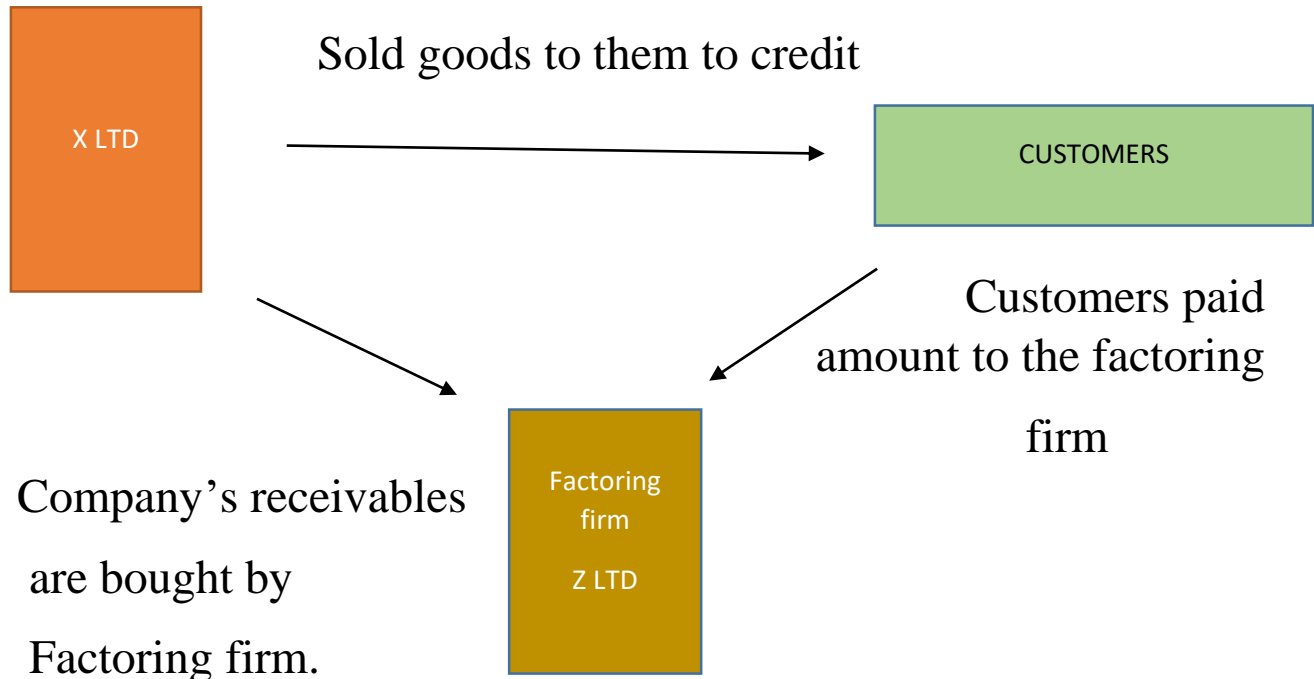 Sold goods to them to credit
X LTD
CUSTOMERS
Customers paid
amount to the factoring
firm
Company’s receivables
are bought by
Factoring firm.
Factoring
firm
Z LTD